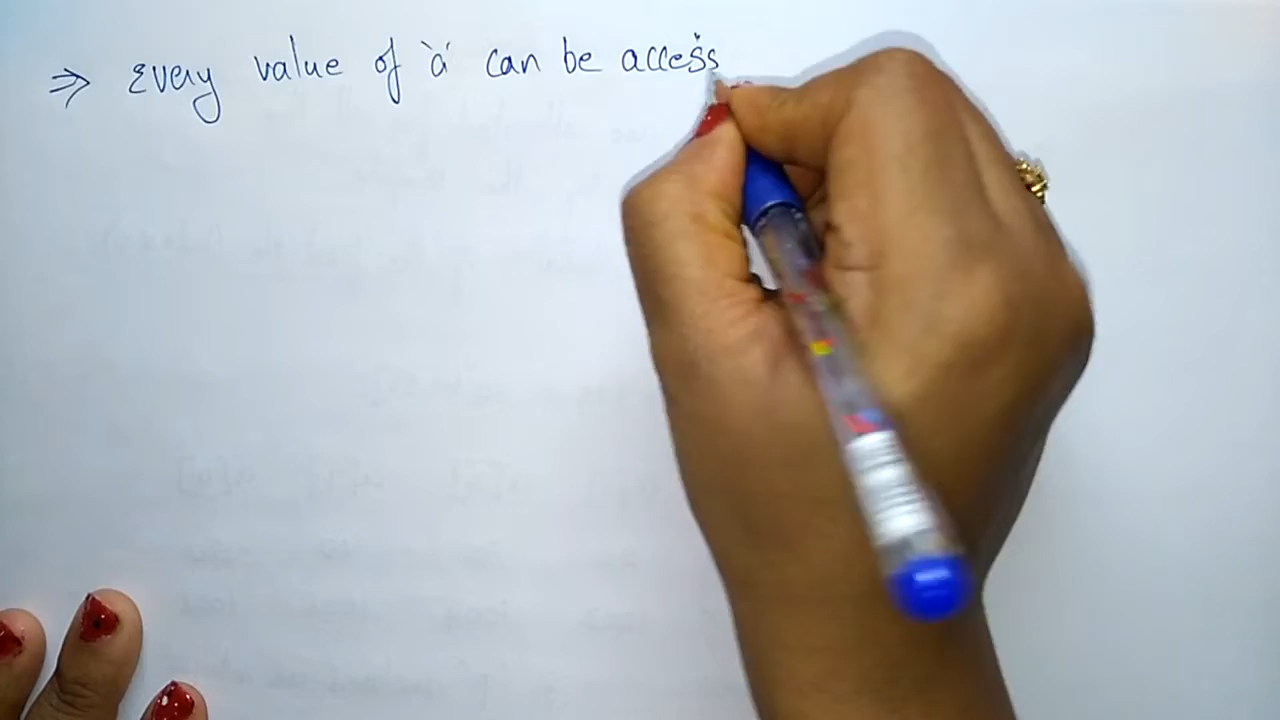 ⇒ Every value of `a' can be access